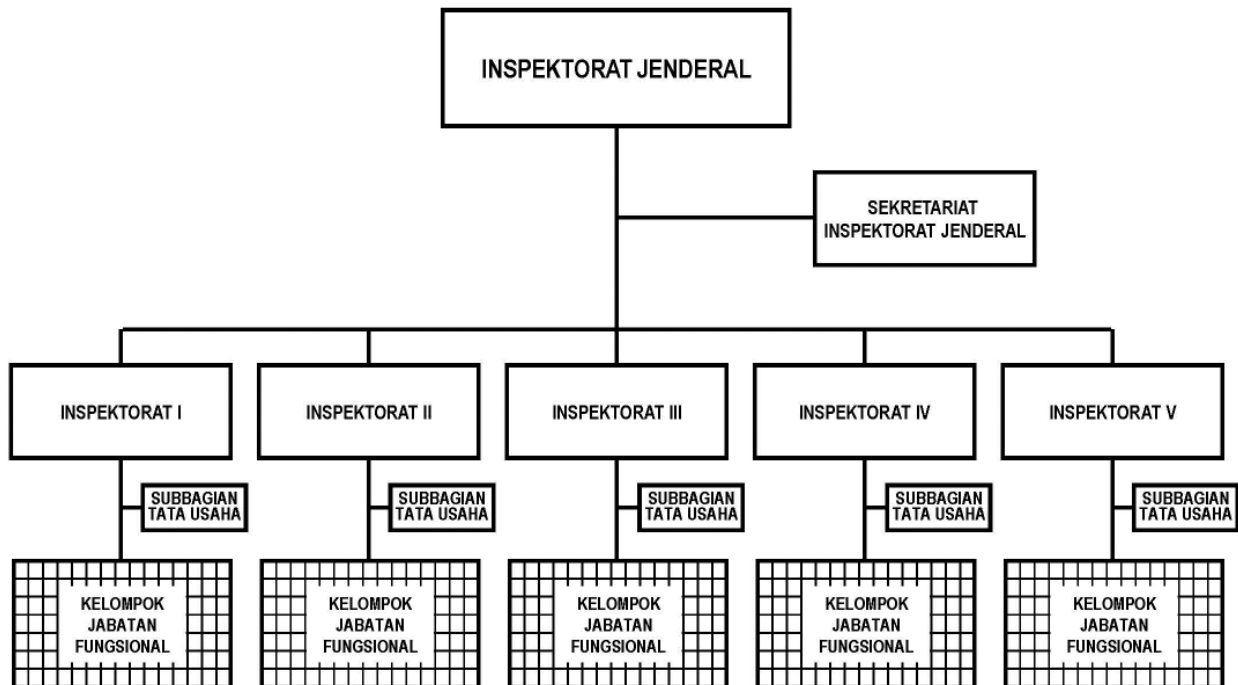 INSPEKTORAT JENDERAL
SEKRETARIAT
INSPEKTORAT JENDERAL
INSPEKTORAT I
INSPEKTORAT II
INSPEKTORAT III
INSPEKTORAT IV
INSPEKTORAT V
SUBBAGIAN
TATA USAHA
SUBBAGIAN
TATA USAHA
SUBBAGIAN
TATA USAHA
SUBBAGIAN
TATA USAHA
SUBBAGIAN
TATA USAHA
KELOMPOK
JABATAN
FUNGSIONAL
KELOMPOK
JABATAN
FUNGSIONAL
KELOMPOK
JABATAN
FUNGSIONAL
KELOMPOK
JABATAN
FUNGSIONAL
KELOMPOK
JABATAN
FUNGSIONAL